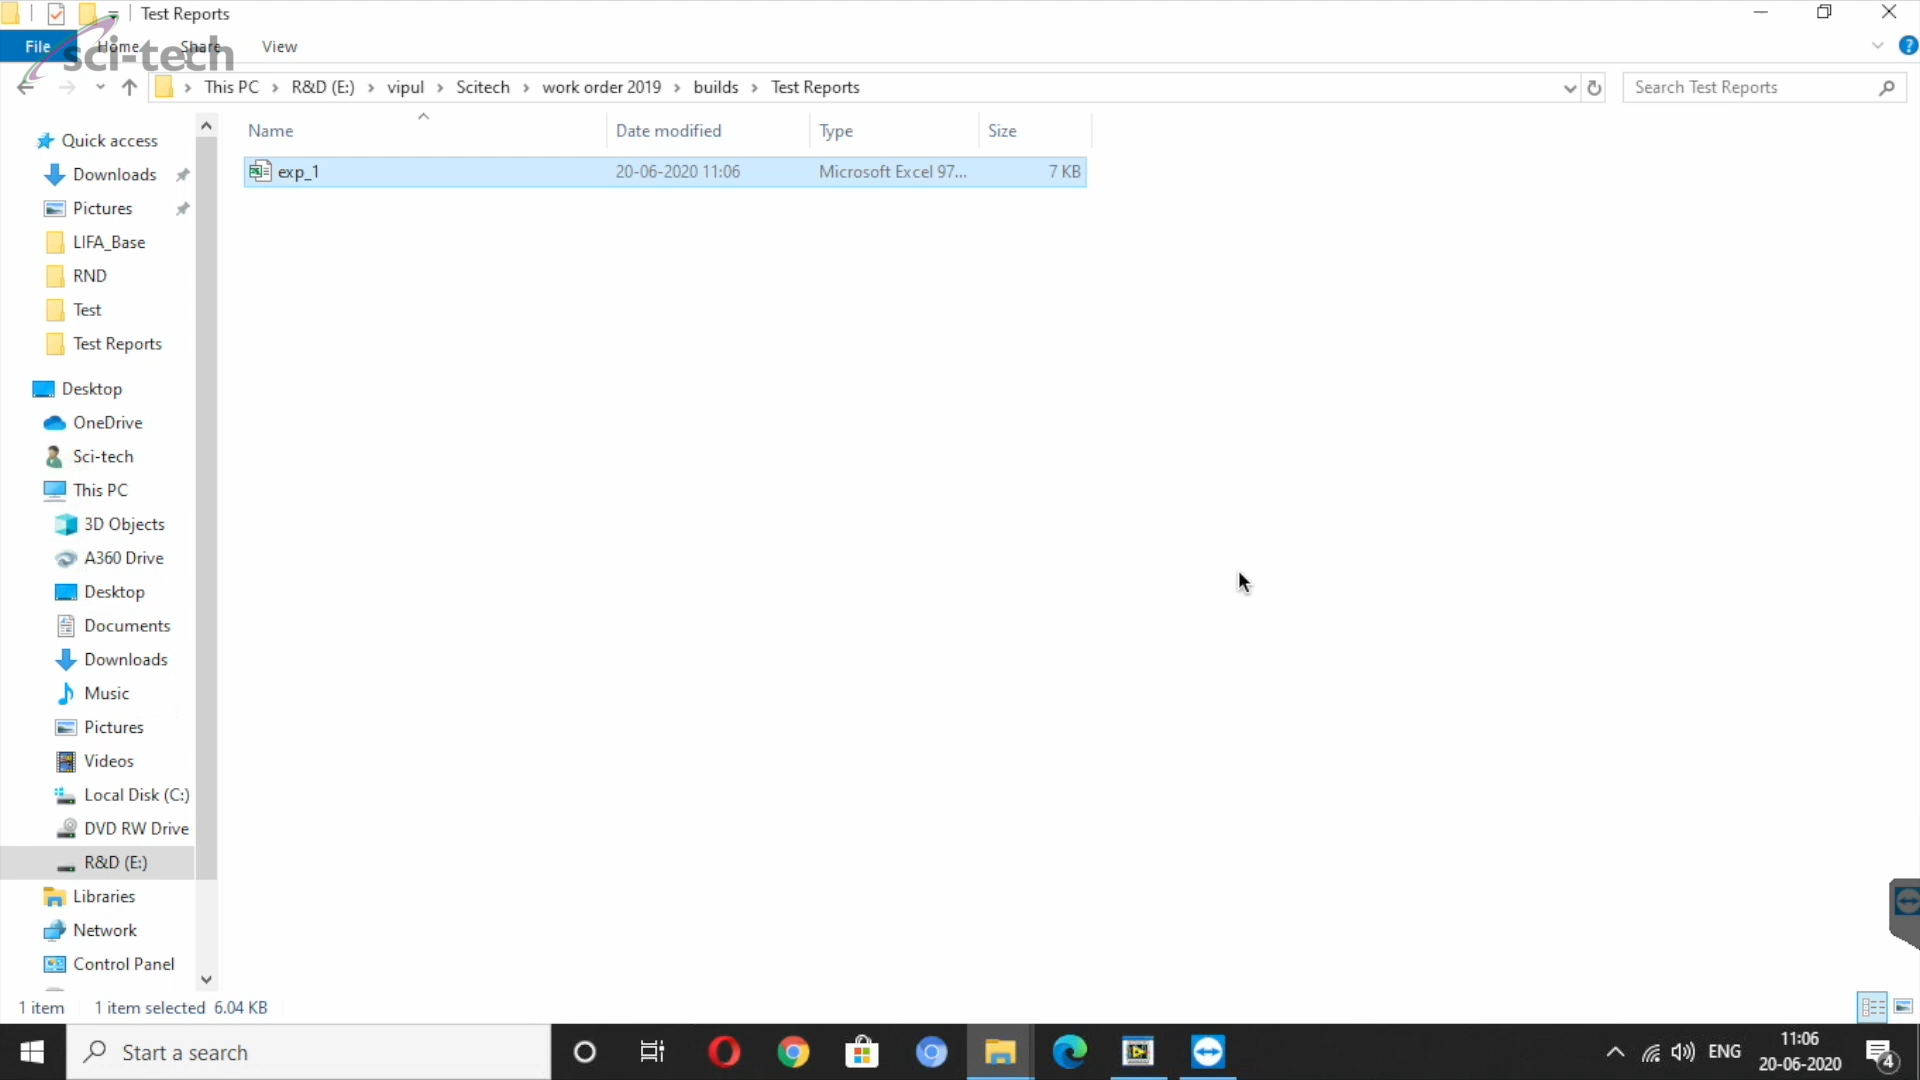 Test Reports
File Home Share View
sci-tech
This PC R&D (E:) vipul Scitech work order 2019 builds Test Reports
Search Test Reports
Name Date modified Type Size
exp_1 20-06-2020 11:06 Microsoft Excel 97... 7 KB
Quick access
Downloads
Pictures
LIFA_Base
RND
Test
Test Reports
Desktop
OneDrive
Sci-tech
This PC
3D Objects
A360 Drive
Desktop
Documents
Downloads
Music
Pictures
Videos
Local Disk (C:)
DVD RW Drive
R&D (E:)
Libraries
Network
Control Panel
1 item 1 item selected 6.04 KB
Start a search
ENG
11:06
20-06-2020
4